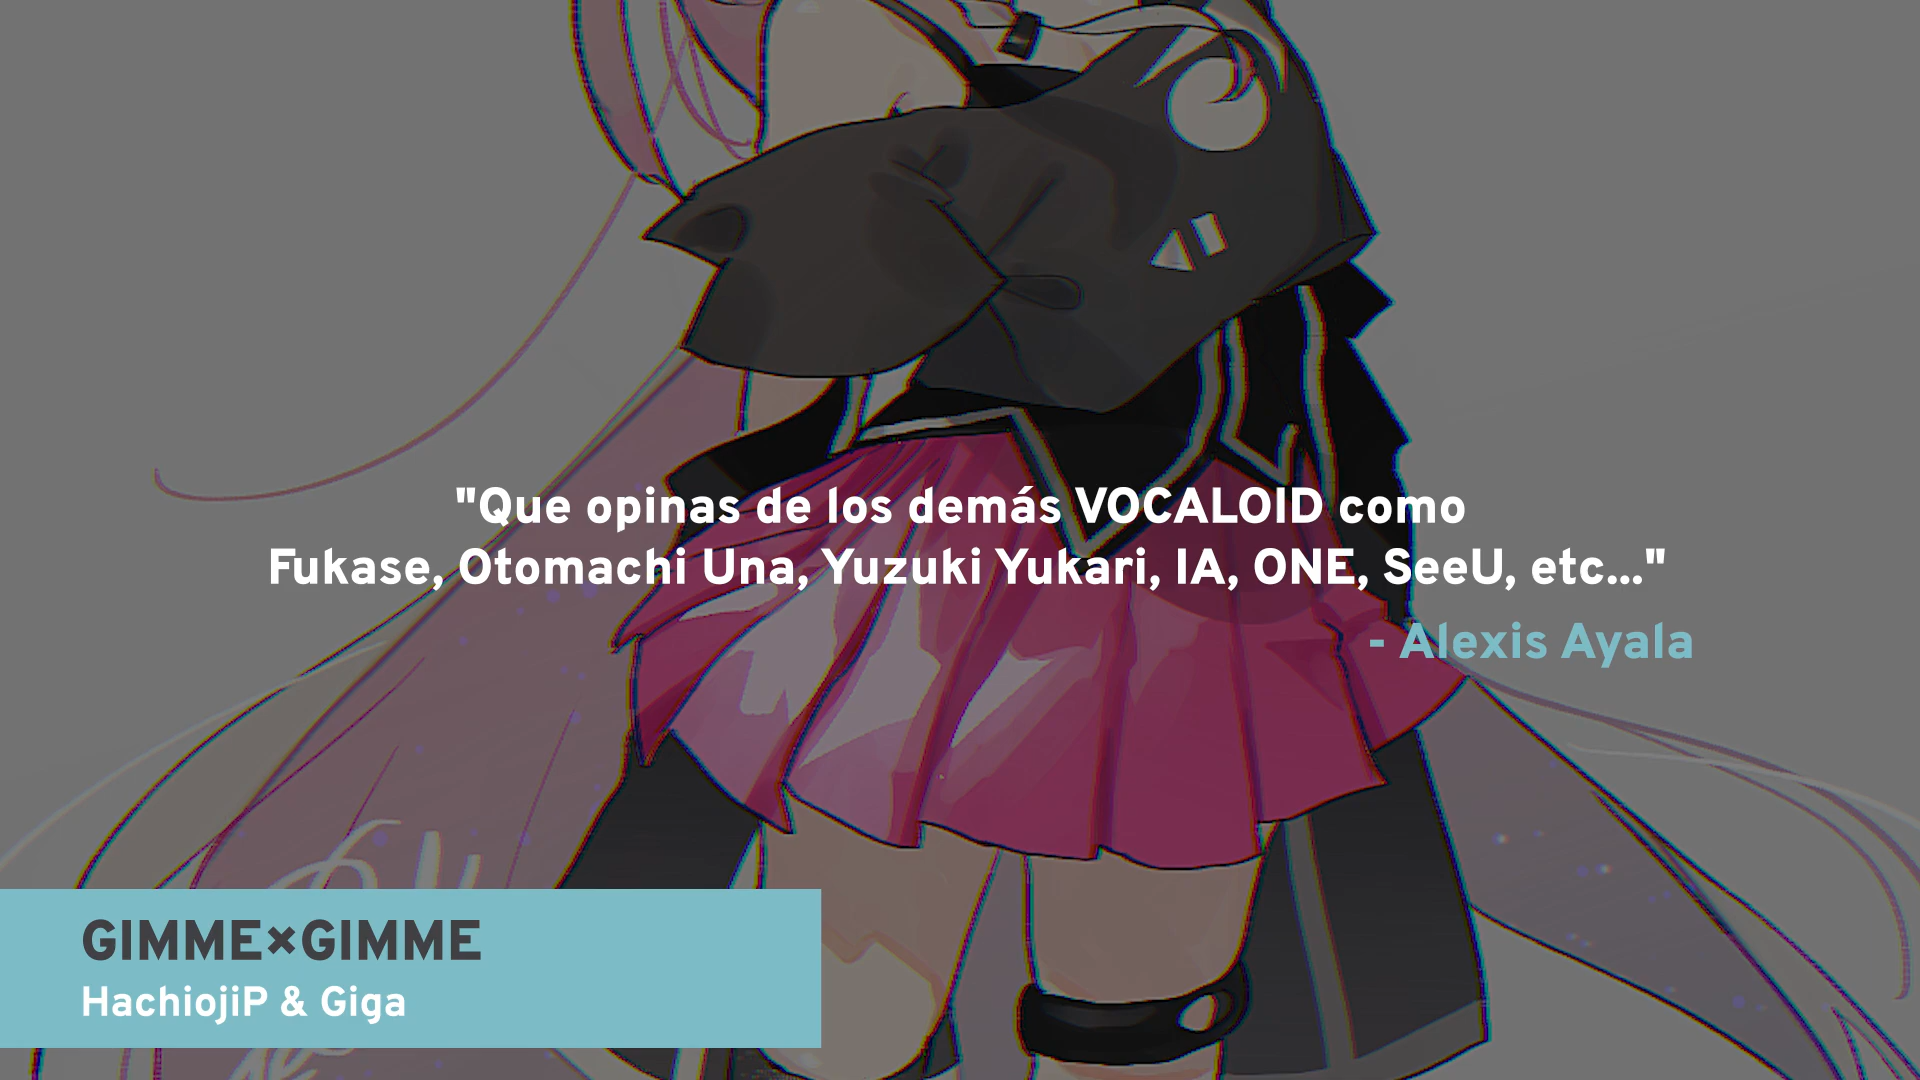 "Que opinas de los demás VOCALOID como
Fukase, Otomachi Una, Yuzuki Yukari, IA, ONE, SeeU, etc..."
- Alexis Ayala
GIMME×GIMME
HachiojiP & Giga